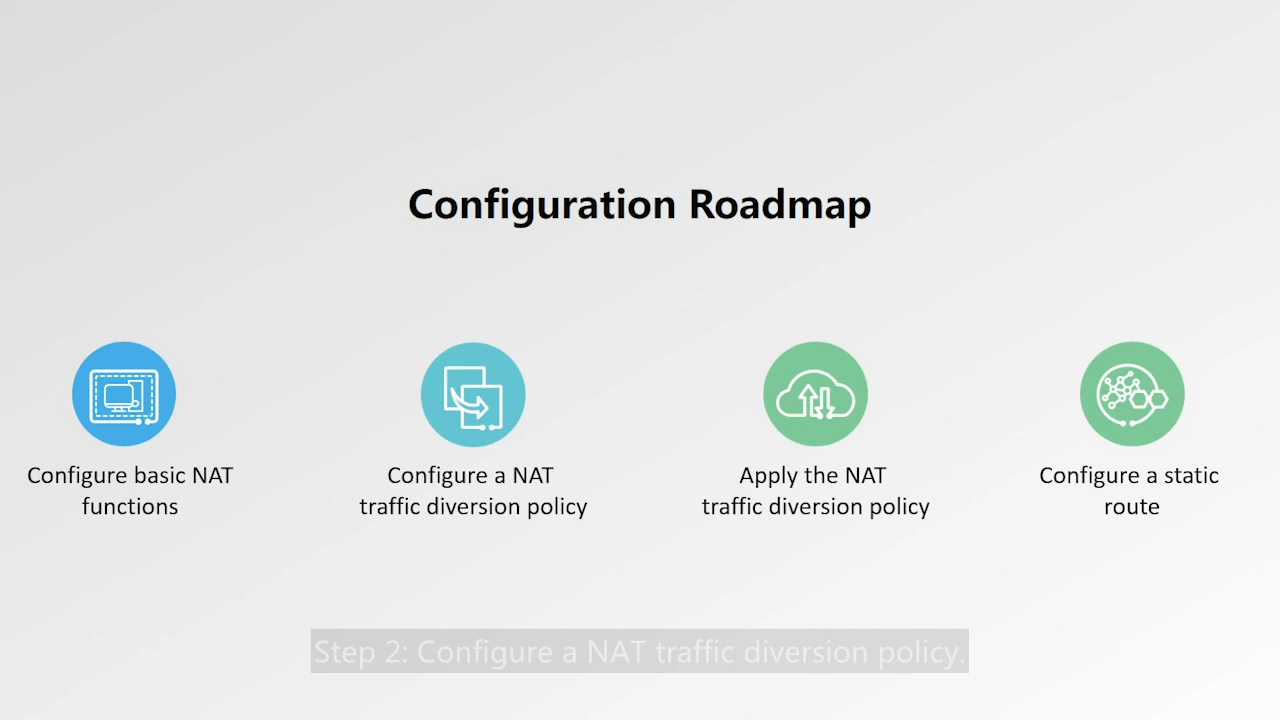 Configuration Roadmap
Configure basic NAT
functions
Configure a NAT
traffic diversion policy
Apply the NAT
traffic diversion policy
Configure a static
route
Step 2: Configure a NAT traffic diversion policy.